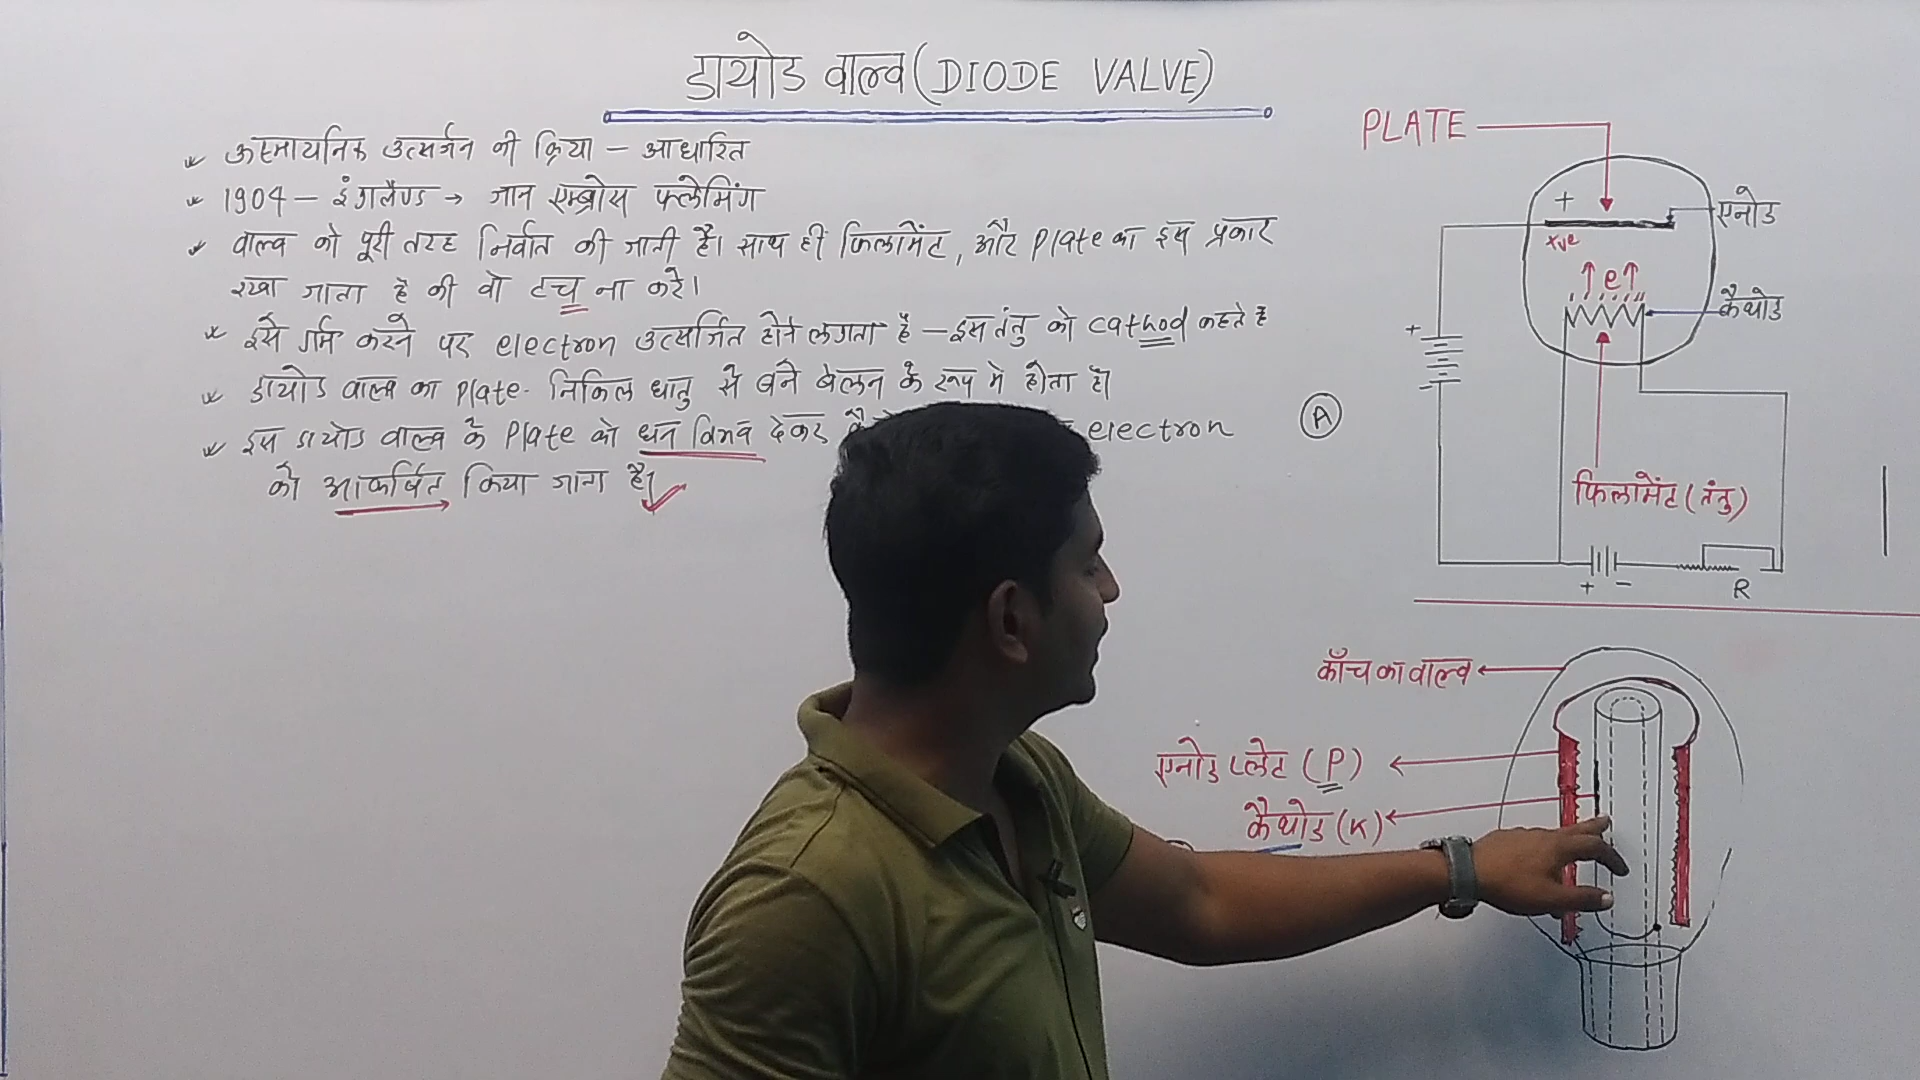 डायोड वाल्व (DIODE VALVE)
ऊष्मायनिक उत्सर्जन की क्रिया – आधारित
1904 – इंग्लैण्ड → जान एम्ब्रोस फ्लेमिंग
वाल्व को पूरी तरह निर्वात की जाती है। साथ ही फिलामेंट, और Plate का इस प्रकार
रखा जाता है की वो टच ना करे।
इसे गर्म करने पर electron उत्सर्जित होने लगता है – इस तंतु को cathod कहते है
डायोड वाल्व का Plate - निकिल धातु से बने बेलन के रूप मे होता है।
इस डायोड वाल्व के Plate को धन विभव देकर electron
को आकर्षित किया जाता है।
PLATE
+
एनोड
+ve
e
कैथोड
+
-
A
फिलामेंट (तंतु)
+ -
R
काँच का वाल्व
एनोड प्लेट (P)
कैथोड (K)